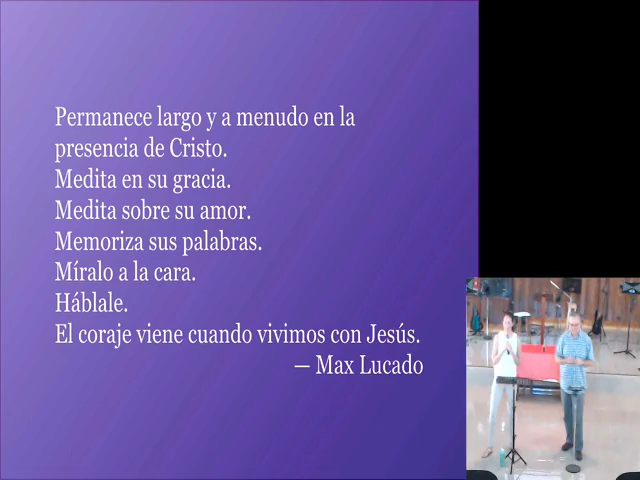 Permanece largo y a menudo en la
presencia de Cristo.
Medita en su gracia.
Medita sobre su amor.
Memoriza sus palabras.
Míralo a la cara.
Háblale.
El coraje viene cuando vivimos con Jesús.
— Max Lucado